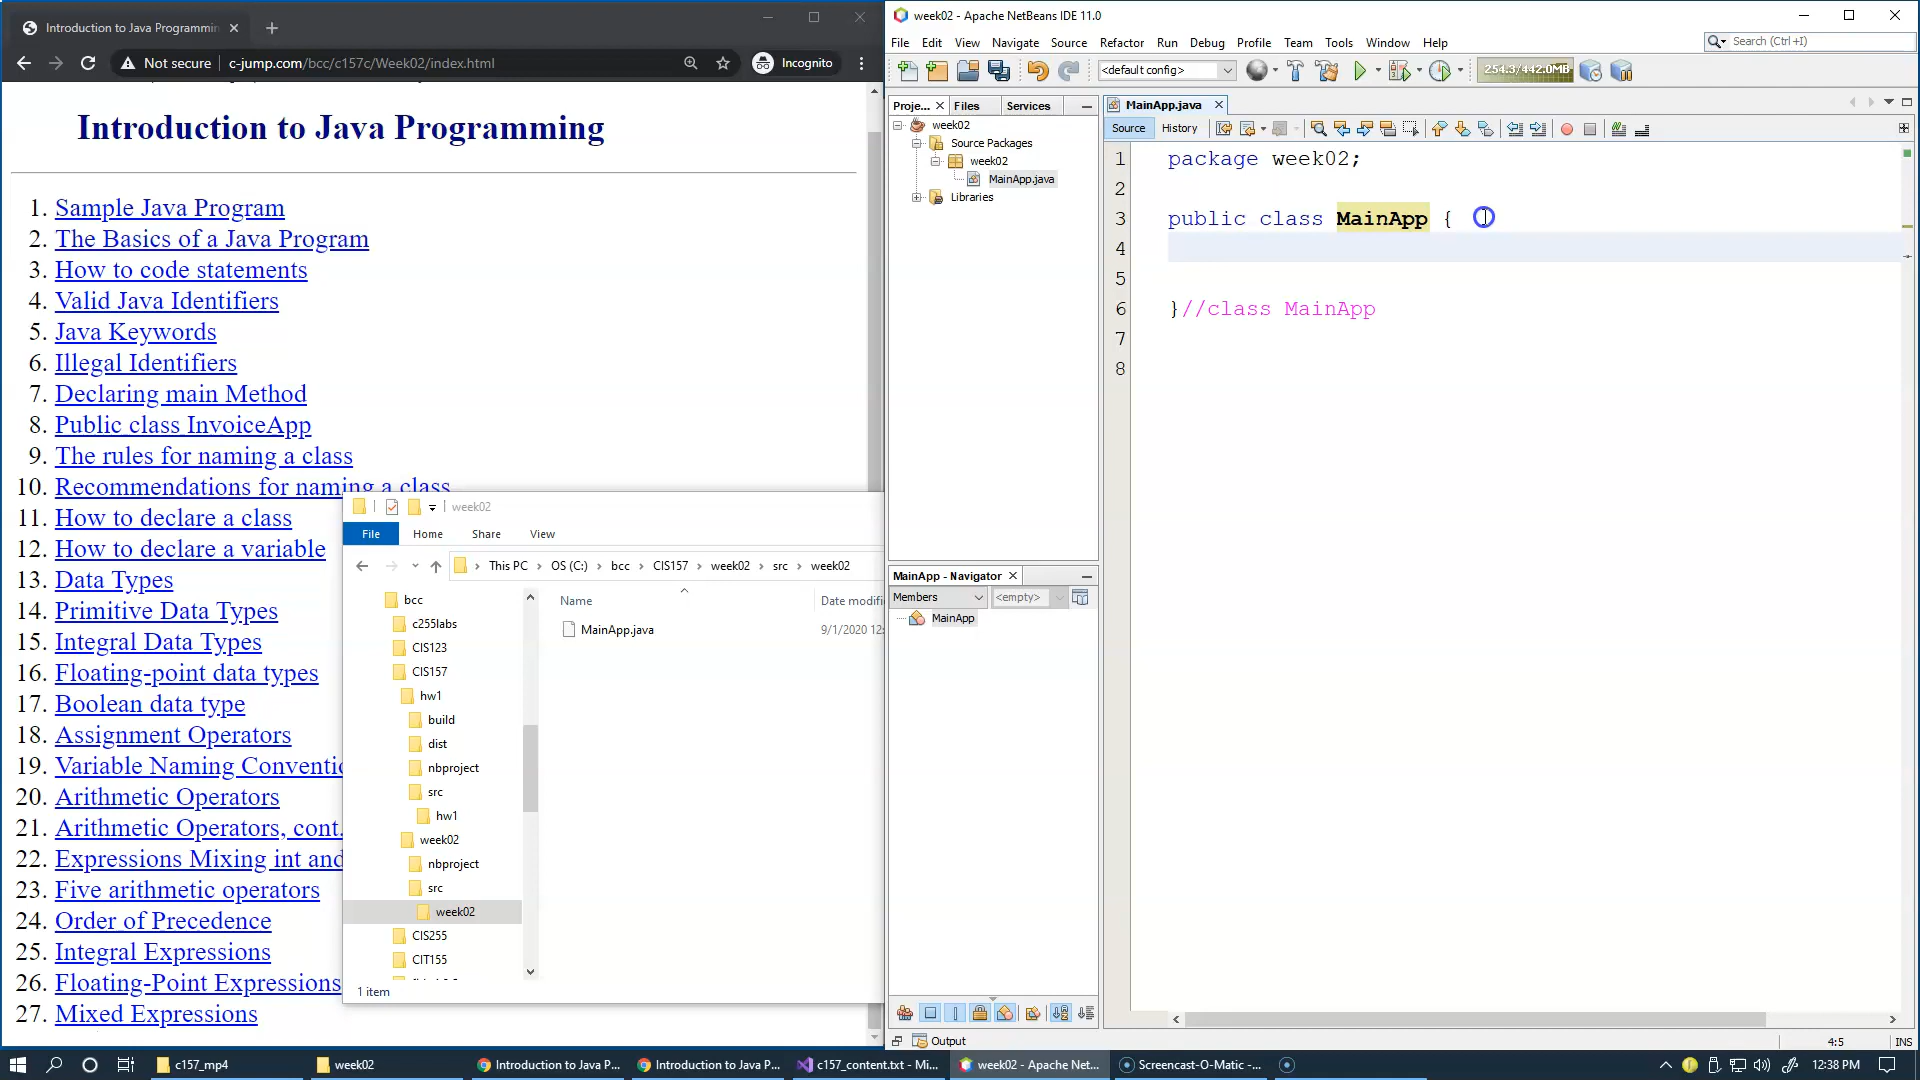 Introduction to Java Programmin
Not secure
c-jump.com/bcc/c157c/Week02/index.html
Incognito
Introduction to Java Programming
1. Sample Java Program
2. The Basics of a Java Program
3. How to code statements
4. Valid Java Identifiers
5. Java Keywords
6. Illegal Identifiers
7. Declaring main Method
8. Public class InvoiceApp
9. The rules for naming a class
10. Recommendations for naming a class
11. How to declare a class
12. How to declare a variable
13. Data Types
14. Primitive Data Types
15. Integral Data Types
16. Floating-point data types
17. Boolean data type
18. Assignment Operators
19. Variable Naming Conventio
20. Arithmetic Operators
21. Arithmetic Operators, cont.
22. Expressions Mixing int and
23. Five arithmetic operators
24. Order of Precedence
25. Integral Expressions
26. Floating-Point Expressions
27. Mixed Expressions
week02
File Home Share View
This PC › OS (C:) › bcc › CIS157 › week02 › src › week02
bcc
c255labs
CIS123
CIS157
hw1
build
dist
nbproject
src
hw1
week02
nbproject
src
week02
CIS255
CIT155
Name Date modifi
MainApp.java 9/1/2020 12:
1 item
week02 - Apache NetBeans IDE 11.0
File Edit View Navigate Source Refactor Run Debug Profile Team Tools Window Help
Search (Ctrl+I)
<default config>
254.3/442.0MB
Proje... Files Services
week02
Source Packages
week02
MainApp.java
Libraries
MainApp - Navigator
Members <empty>
MainApp
MainApp.java
Source History
1 package week02;
2
3 public class MainApp {
4
5
6 }//class MainApp
7
8
Output
4:5 INS
c157_mp4
week02
Introduction to Java P...
Introduction to Java P...
c157_content.txt - Mi...
week02 - Apache Net...
Screencast-O-Matic -...
12:38 PM